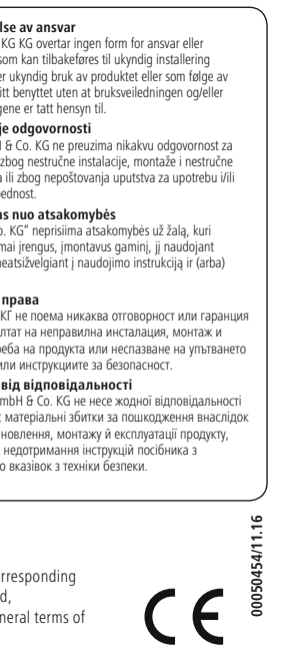 lse av ansvar
KG KG overtar ingen form for ansvar eller
som kan tilbakeføres til ukyndig installering
er ukyndig bruk av produktet eller som følge av
itt benyttet uten at bruksveiledningen og/eller
gene er tatt hensyn til.
je odgovornosti
H & Co. KG ne preuzima nikakvu odgovornost za
zbog nestručne instalacije, montaže i nestručne
a ili zbog nepoštovanja uputstva za upotrebu i/ili
bednost.
as nuo atsakomybės
o. KG“ neprisiima atsakomybės už žalą, kuri
mai įrengus, įmontavus gaminį, jį naudojant
neatsižvelgiant į naudojimo instrukciją ir (arba)
права
КГ не поема никаква отговорност или гаранция
лтат на неправилна инсталация, монтаж и
реба на продукта или неспазване на упътването
или инструкциите за безопасност.
від відповідальності
mbH & Co. KG не несе жодної відповідальності
є матеріальні збитки за пошкодження внаслідок
новлення, монтажу й експлуатації продукту,
недотримання інструкцій посібника з
о вказівок з техніки безпеки.
rresponding
d,
neral terms of
CE
00050454/11.16